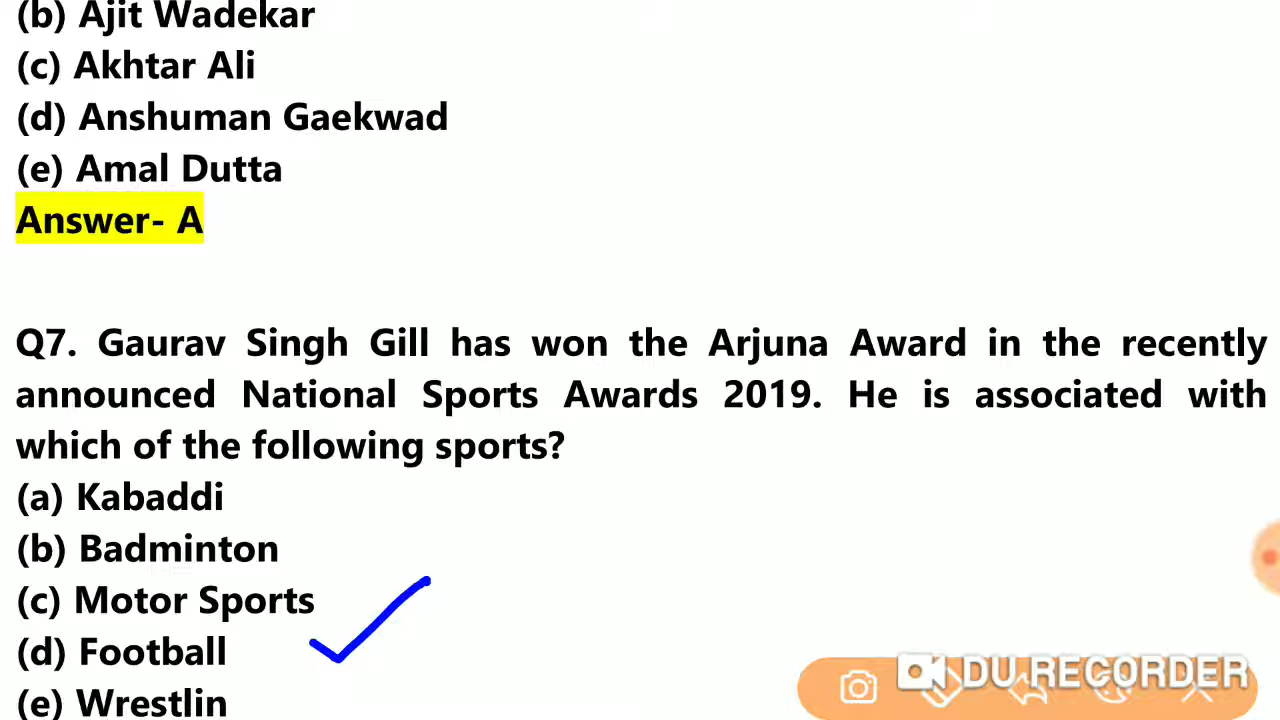 (b) Ajit Wadekar
(c) Akhtar Ali
(d) Anshuman Gaekwad
(e) Amal Dutta
Answer- A
Q7. Gaurav Singh Gill has won the Arjuna Award in the recently
announced National Sports Awards 2019. He is associated with
which of the following sports?
(a) Kabaddi
(b) Badminton
(c) Motor Sports
(d) Football
(e) Wrestlin
DU RECORDER